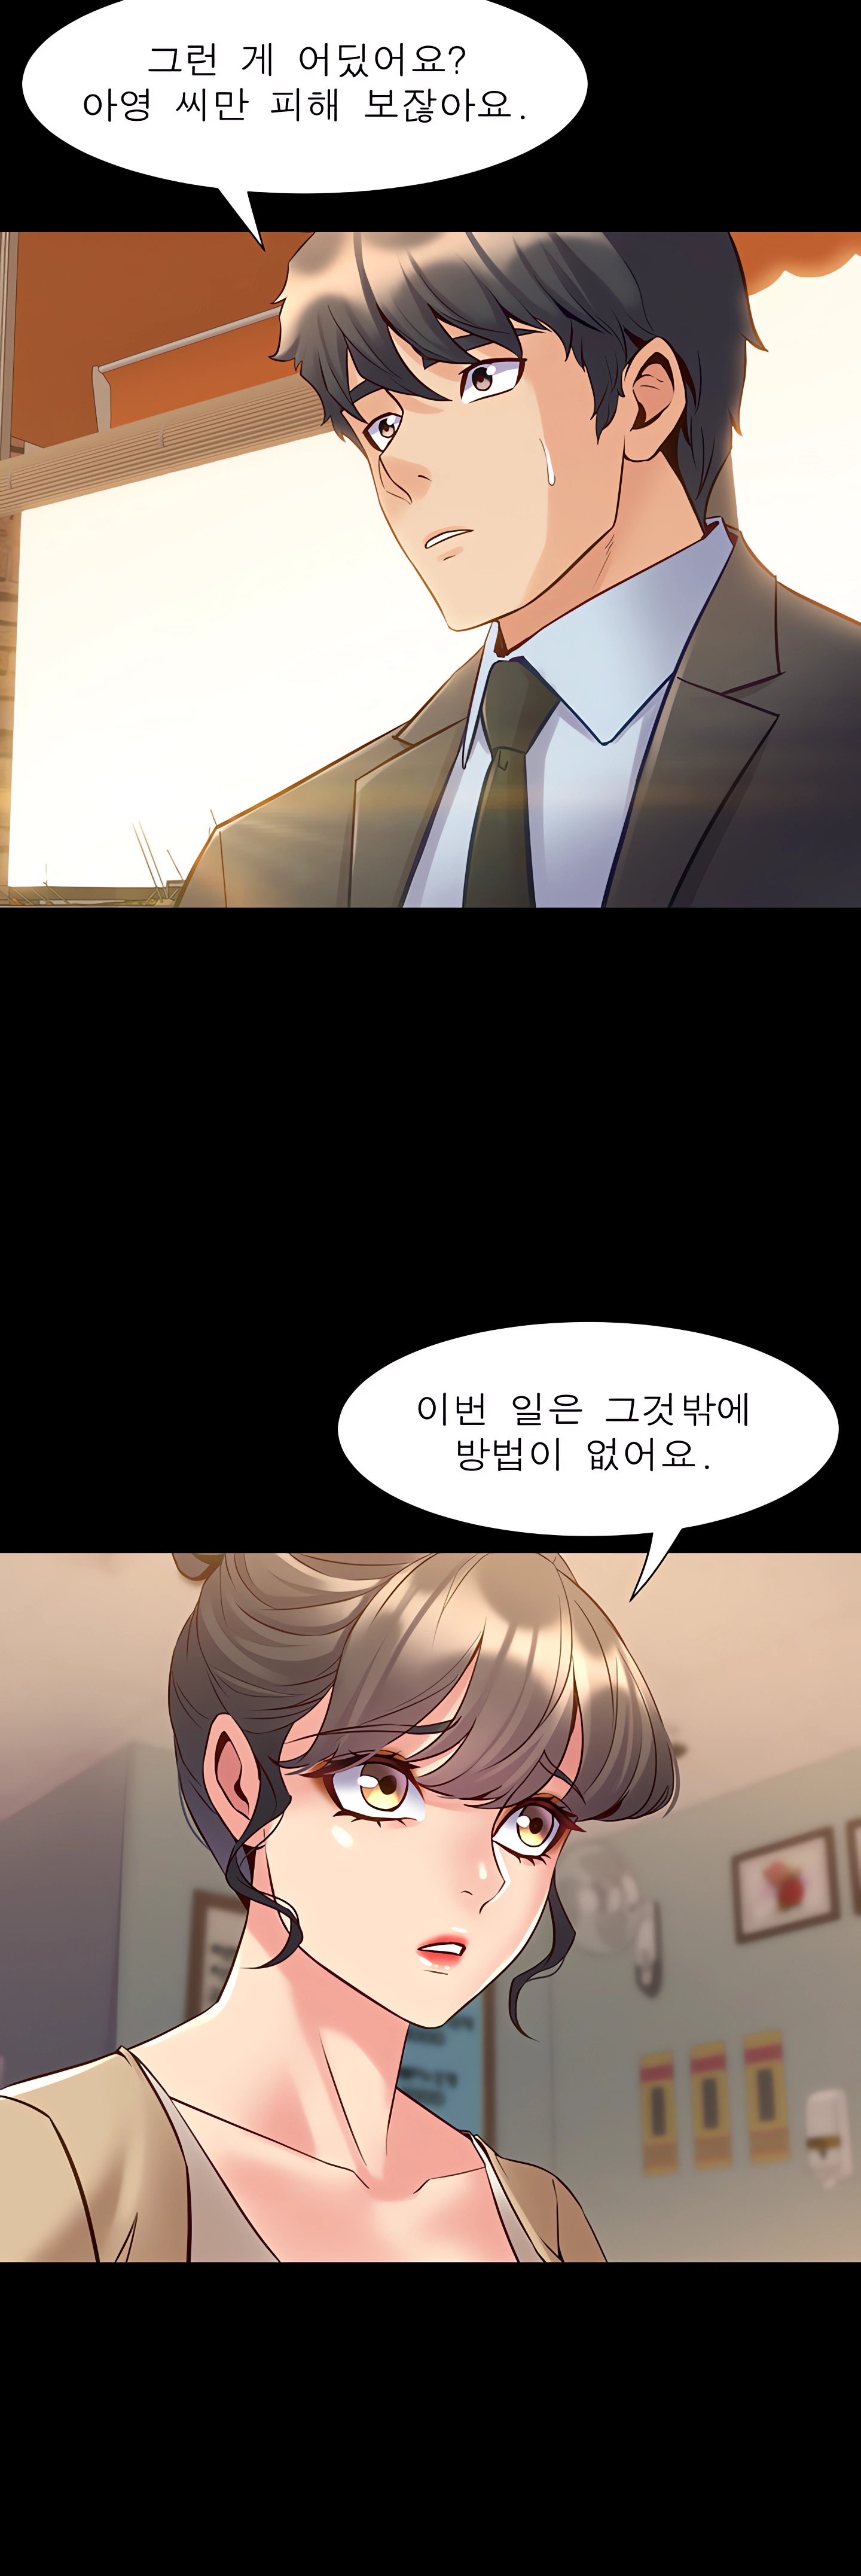 그런 게 어딨어요?
아영 씨만 피해 보잖아요.
이번 일은 그것밖에
방법이 없어요.